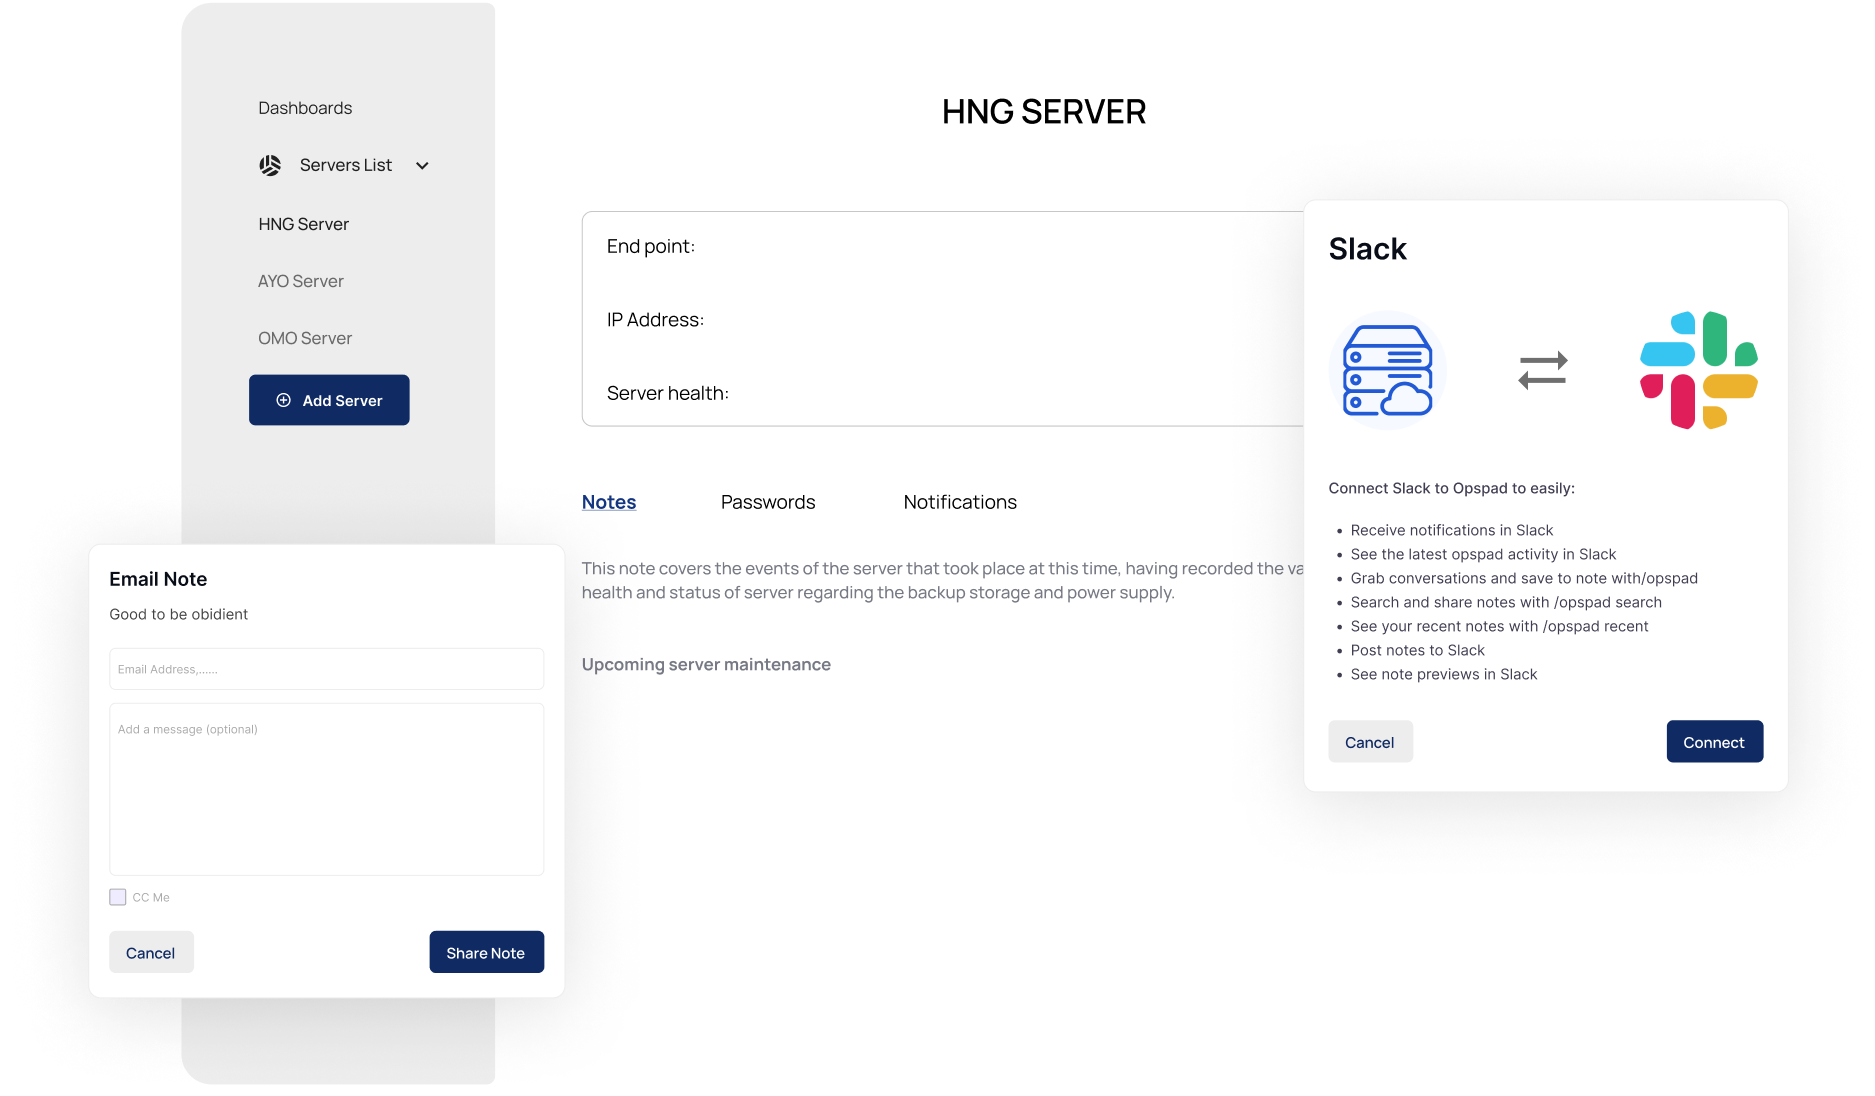 Dashboards
Servers List
HNG Server
AYO Server
OMO Server
Add Server
HNG SERVER
End point:
IP Address:
Server health:
Notes
Passwords
Notifications
This note covers the events of the server that took place at this time, having recorded the va
health and status of server regarding the backup storage and power supply.
Upcoming server maintenance
Email Note
Good to be obidient
Email Address,......
Add a message (optional)
CC Me
Cancel
Share Note
Slack
Connect Slack to Opspad to easily:
• Receive notifications in Slack
• See the latest opspad activity in Slack
• Grab conversations and save to note with/opspad
• Search and share notes with /opspad search
• See your recent notes with /opspad recent
• Post notes to Slack
• See note previews in Slack
Cancel
Connect